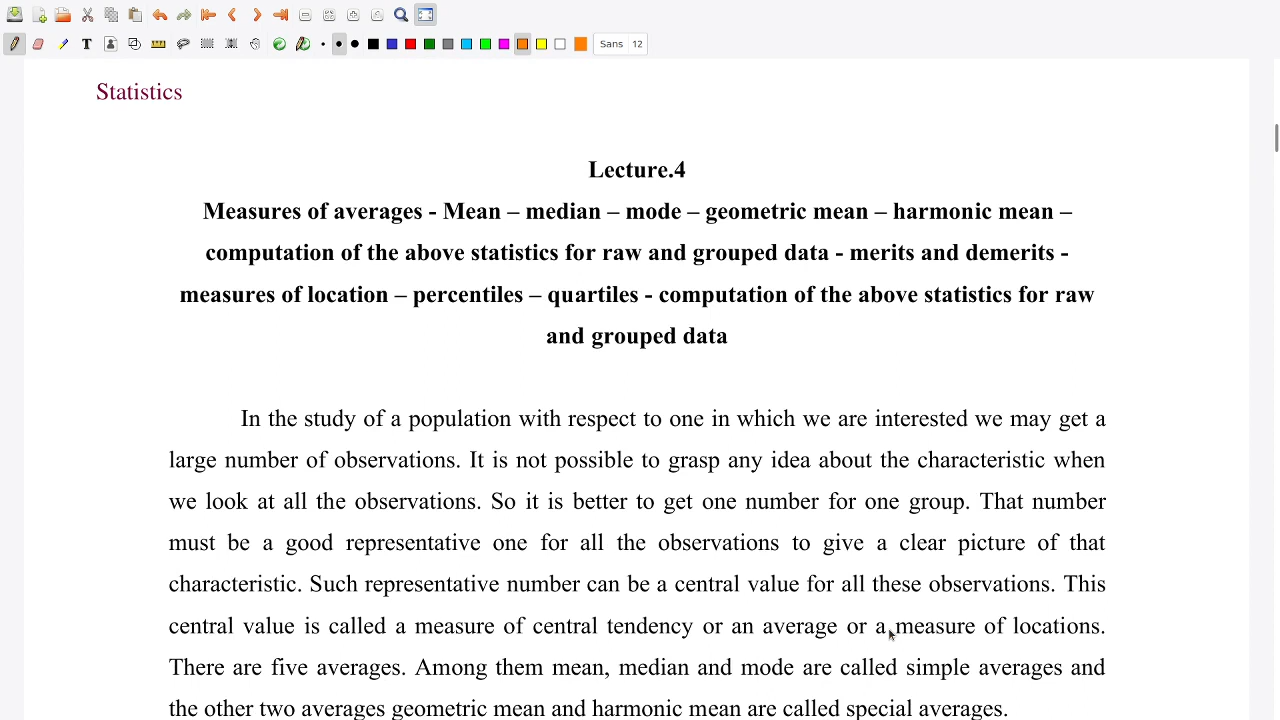 Sans 12
Statistics
Lecture.4
Measures of averages - Mean – median – mode – geometric mean – harmonic mean –
computation of the above statistics for raw and grouped data - merits and demerits -
measures of location – percentiles – quartiles - computation of the above statistics for raw
and grouped data
In the study of a population with respect to one in which we are interested we may get a
large number of observations. It is not possible to grasp any idea about the characteristic when
we look at all the observations. So it is better to get one number for one group. That number
must be a good representative one for all the observations to give a clear picture of that
characteristic. Such representative number can be a central value for all these observations. This
central value is called a measure of central tendency or an average or a measure of locations.
There are five averages. Among them mean, median and mode are called simple averages and
the other two averages geometric mean and harmonic mean are called special averages.